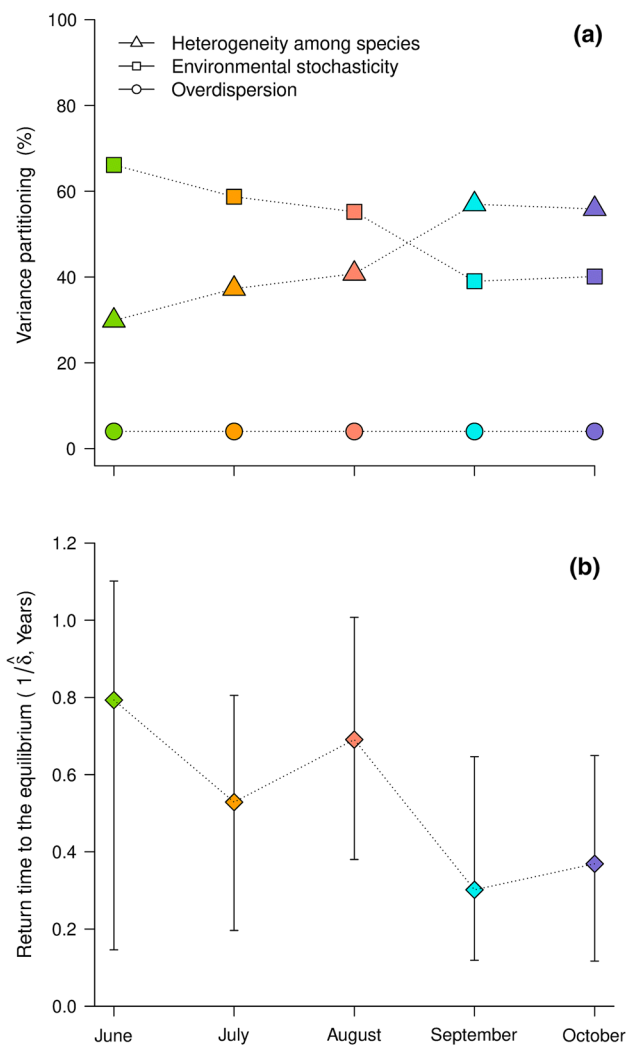 (a)
Heterogeneity among species
Environmental stochasticity
Overdispersion
Variance partitioning (%)
100
80
60
40
20
0
(b)
Return time to the equilibrium ( 1/δ̂, Years)
1.2
1.0
0.8
0.6
0.4
0.2
0.0
June July August September October